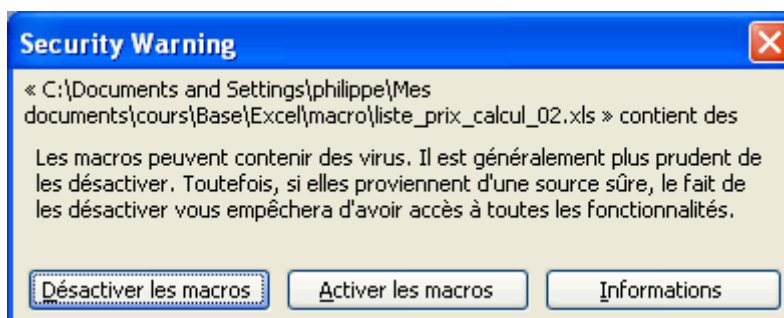 Security Warning
« C:\Documents and Settings\philippe\Mes
documents\cours\Base\Excel\macro\liste_prix_calcul_02.xls » contient des
Les macros peuvent contenir des virus. Il est généralement plus prudent de
les désactiver. Toutefois, si elles proviennent d'une source sûre, le fait de
les désactiver vous empêchera d'avoir accès à toutes les fonctionnalités.
Désactiver les macros
Activer les macros
Informations